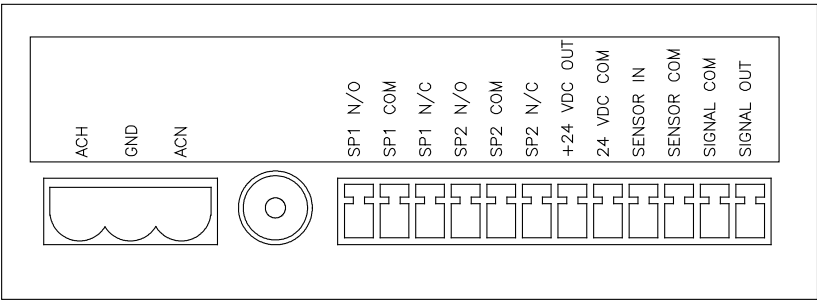 ACH
GND
ACN
SP1 N/O
SP1 COM
SP1 N/C
SP2 N/O
SP2 COM
SP2 N/C
+24 VDC OUT
24 VDC COM
SENSOR IN
SENSOR COM
SIGNAL COM
SIGNAL OUT